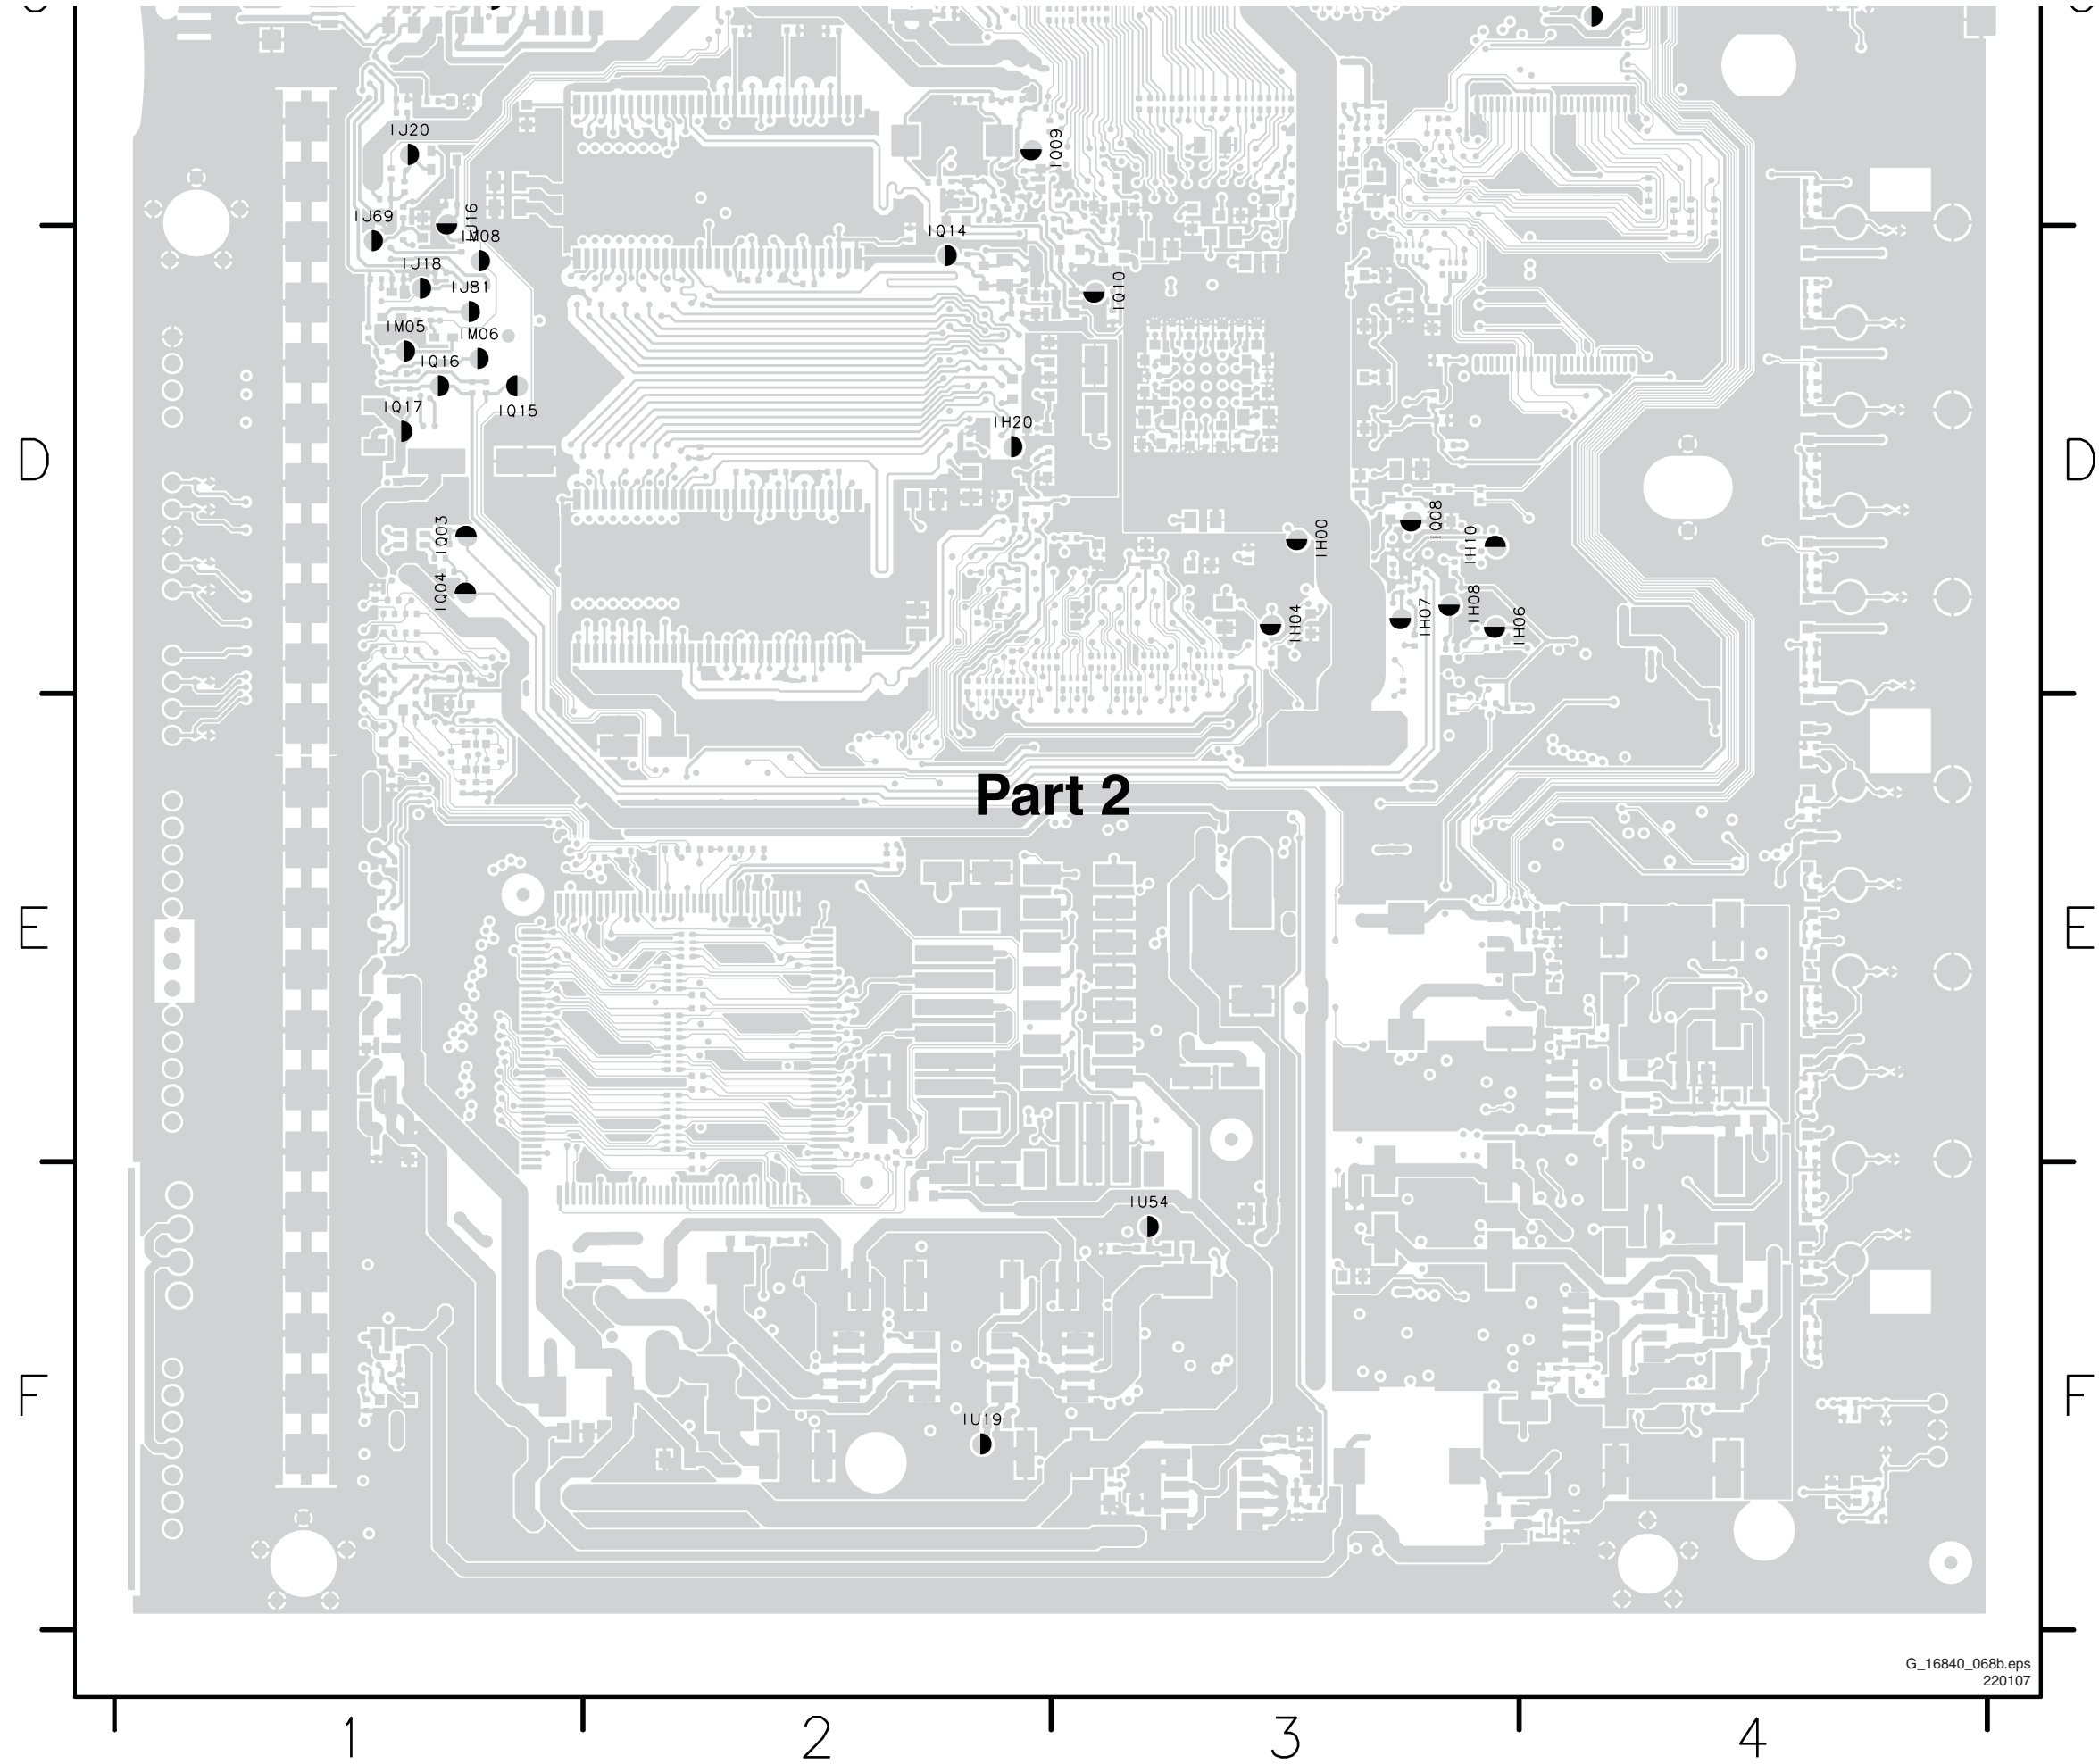 IJ20
IQ09
IJ69
IJ16
IM08
IQ14
IJ18
IQ10
IJ81
IM05
IM06
IQ16
IQ17
IQ15
IH20
D
D
IQ03
IQ08
IH00
IH10
IQ04
IH04
IH07
IH08
IH06
Part 2
E
E
IU54
F
F
IU19
G_16840_068b.eps
220107
1
2
3
4